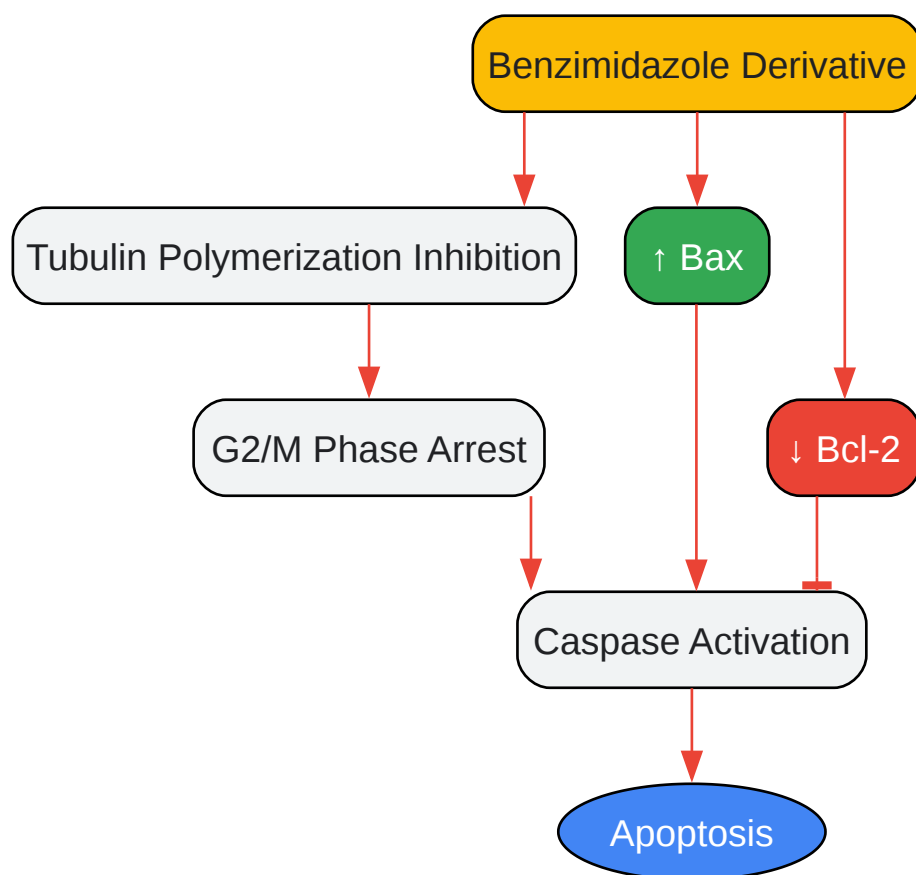 Benzimidazole Derivative
Tubulin Polymerization Inhibition
↑ Bax
G2/M Phase Arrest
↓ Bcl-2
Caspase Activation
Apoptosis